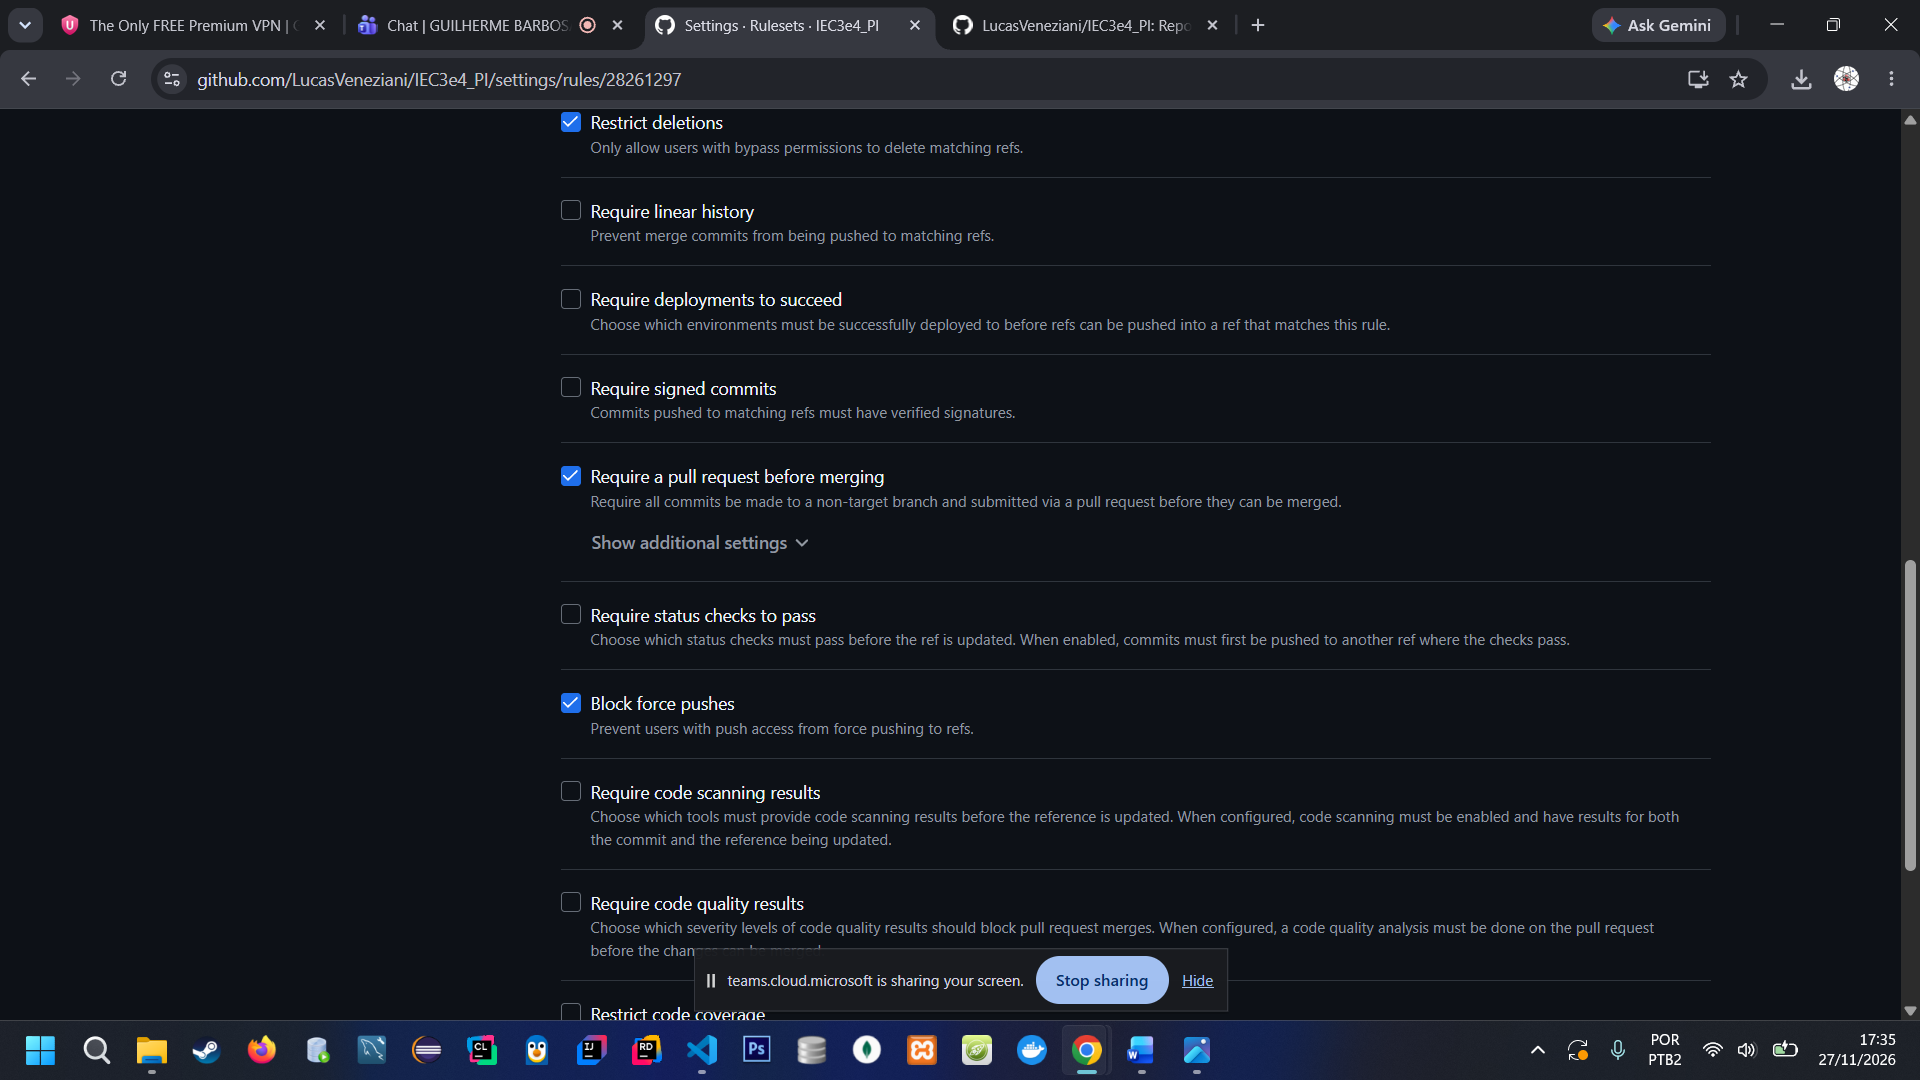 The Only FREE Premium VPN |
Chat | GUILHERME BARBOS
Settings · Rulesets · IEC3e4_PI
LucasVeneziani/IEC3e4_PI: Repo
Ask Gemini
github.com/LucasVeneziani/IEC3e4_PI/settings/rules/28261297
Restrict deletions
Only allow users with bypass permissions to delete matching refs.
Require linear history
Prevent merge commits from being pushed to matching refs.
Require deployments to succeed
Choose which environments must be successfully deployed to before refs can be pushed into a ref that matches this rule.
Require signed commits
Commits pushed to matching refs must have verified signatures.
Require a pull request before merging
Require all commits be made to a non-target branch and submitted via a pull request before they can be merged.
Show additional settings
Require status checks to pass
Choose which status checks must pass before the ref is updated. When enabled, commits must first be pushed to another ref where the checks pass.
Block force pushes
Prevent users with push access from force pushing to refs.
Require code scanning results
Choose which tools must provide code scanning results before the reference is updated. When configured, code scanning must be enabled and have results for both
the commit and the reference being updated.
Require code quality results
Choose which severity levels of code quality results should block pull request merges. When configured, a code quality analysis must be done on the pull request
before the changes can be merged.
teams.cloud.microsoft is sharing your screen.
Stop sharing
Hide
Restrict code coverage
CL
IJ
RD
Ps
W
POR
PTB2
17:35
27/11/2026